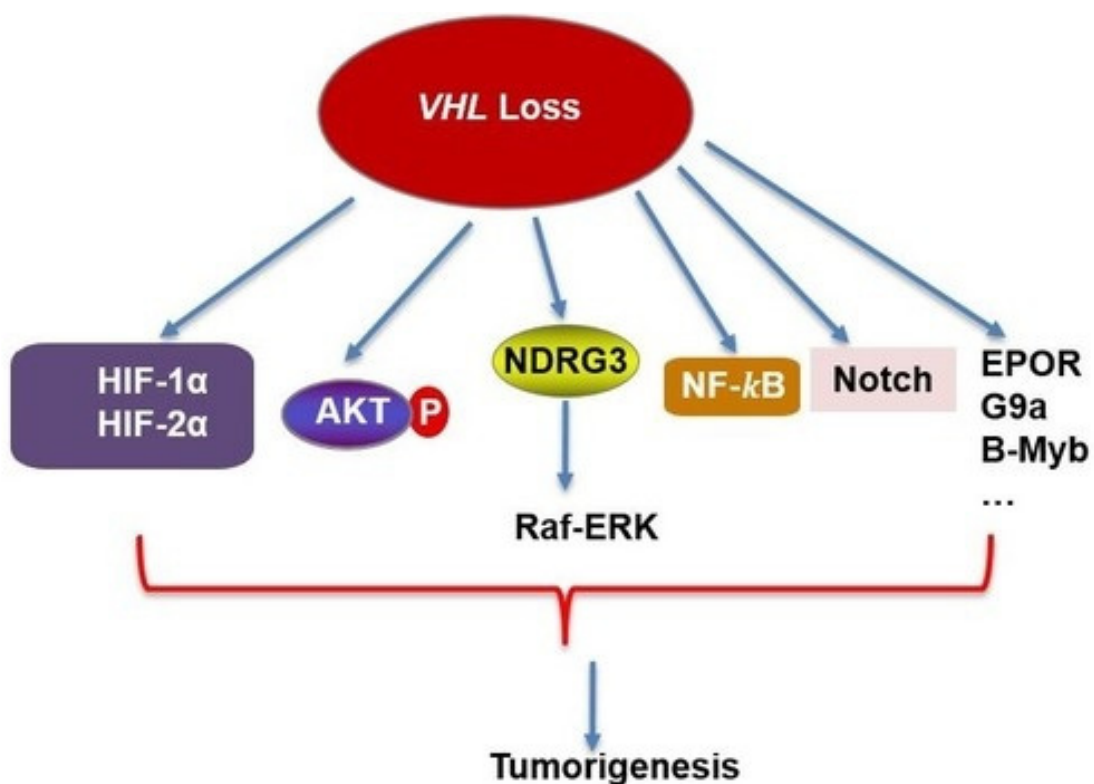 VHL Loss
HIF-1α
HIF-2α
AKT
P
NDRG3
Raf-ERK
NF-kB
Notch
EPOR
G9a
B-Myb
...
Tumorigenesis